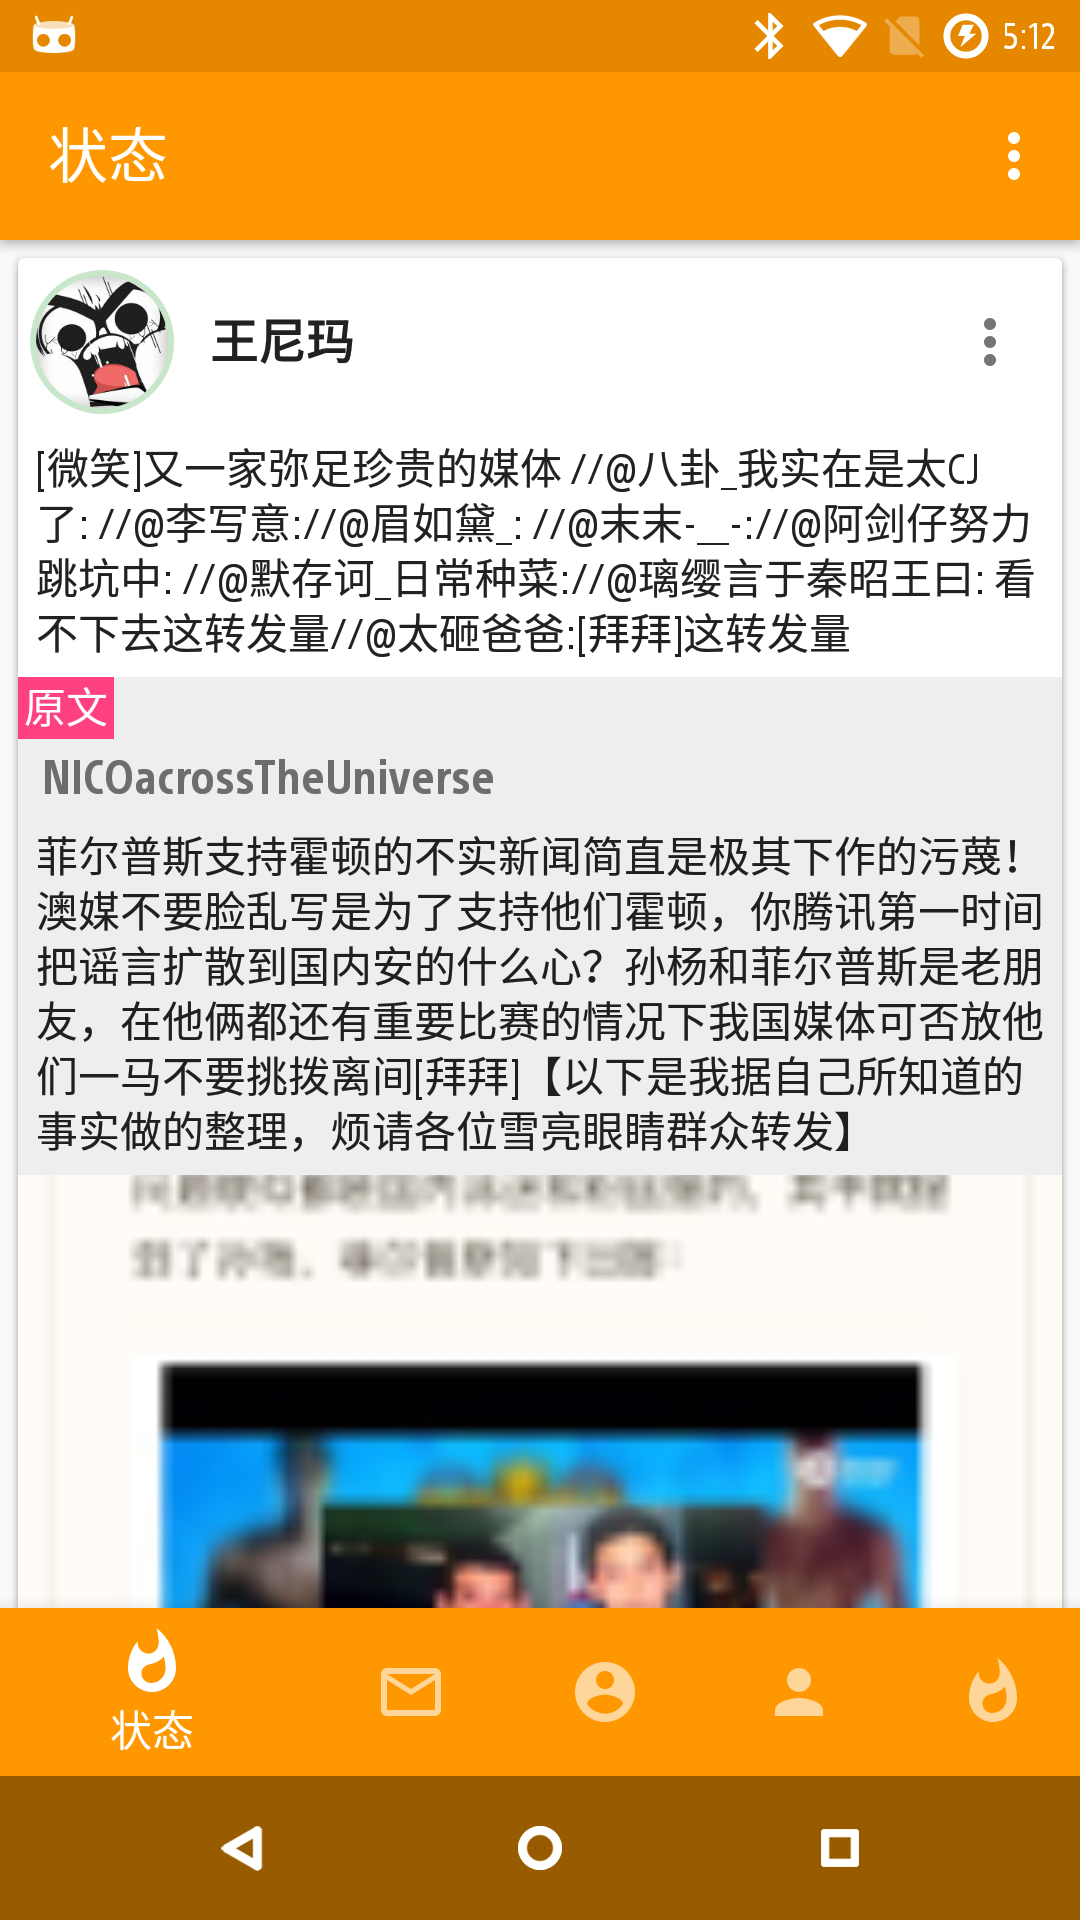 5:12
状态
王尼玛
[微笑]又一家弥足珍贵的媒体 //@八卦_我实在是太CJ
了: //@李写意://@眉如黛_: //@末末-__-://@阿剑仔努力
跳坑中: //@默存诃_日常种菜://@璃缨言于秦昭王曰: 看
不下去这转发量//@太砸爸爸:[拜拜]这转发量
原文
NICOacrossTheUniverse
菲尔普斯支持霍顿的不实新闻简直是极其下作的污蔑！
澳媒不要脸乱写是为了支持他们霍顿，你腾讯第一时间
把谣言扩散到国内安的什么心？孙杨和菲尔普斯是老朋
友，在他俩都还有重要比赛的情况下我国媒体可否放他
们一马不要挑拨离间[拜拜]【以下是我据自己所知道的
事实做的整理，烦请各位雪亮眼睛群众转发】
状态